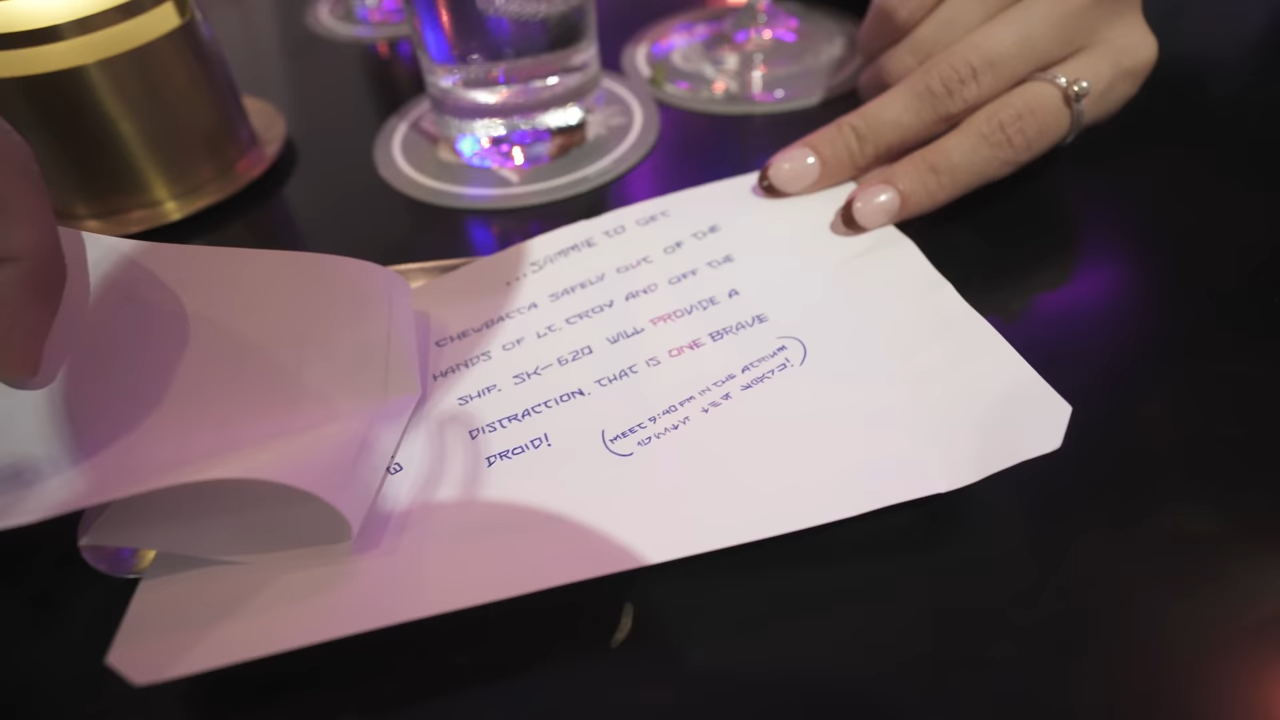 ...SAMMIE TO GET
CHEWBACCA SAFELY OUT OF THE
HANDS OF LT. CROY AND OFF THE
SHIP. SK-620 WILL PROVIDE A
DISTRACTION. THAT IS ONE BRAVE
DROID!
(MEET 9:40 PM IN THE ATRIUM